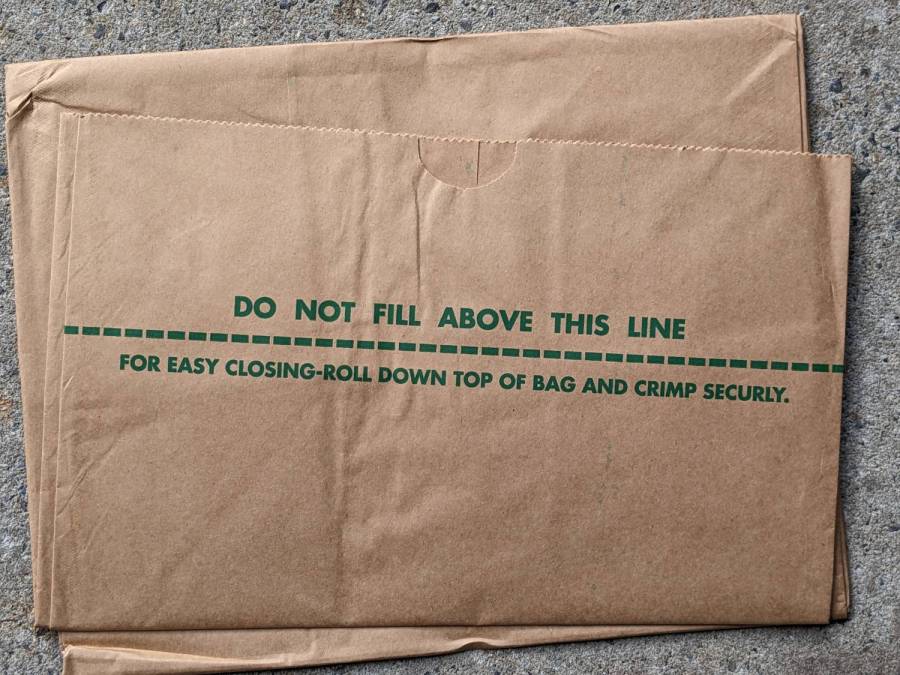 DO NOT FILL ABOVE THIS LINE
FOR EASY CLOSING-ROLL DOWN TOP OF BAG AND CRIMP SECURLY.